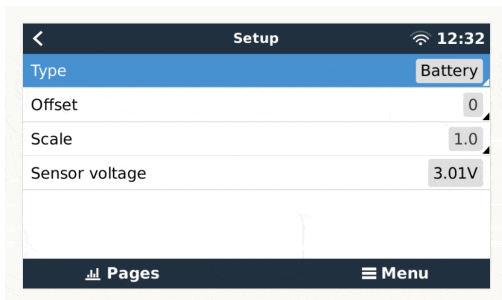 Setup 12:32
Type Battery
Offset 0
Scale 1.0
Sensor voltage 3.01V
Pages Menu